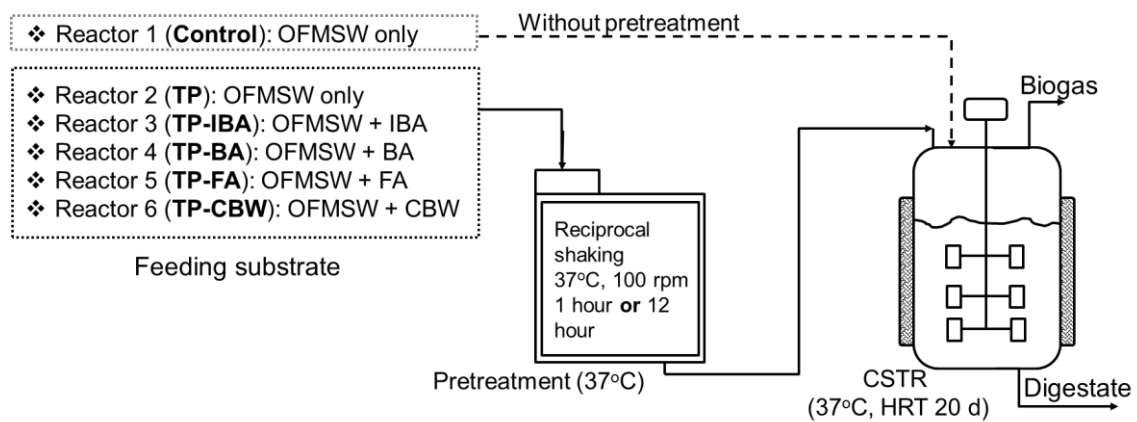 ❖ Reactor 1 (Control): OFMSW only
Without pretreatment
❖ Reactor 2 (TP): OFMSW only
❖ Reactor 3 (TP-IBA): OFMSW + IBA
❖ Reactor 4 (TP-BA): OFMSW + BA
❖ Reactor 5 (TP-FA): OFMSW + FA
❖ Reactor 6 (TP-CBW): OFMSW + CBW
Feeding substrate
Reciprocal
shaking
37°C, 100 rpm
1 hour or 12
hour
Pretreatment (37°C)
Biogas
CSTR
(37°C, HRT 20 d)
Digestate